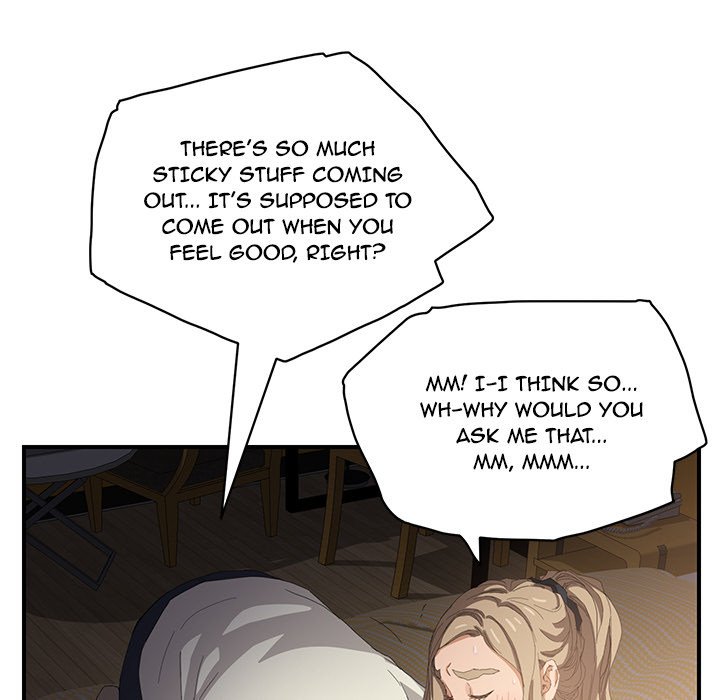 THERE'S SO MUCH
STICKY STUFF COMING
OUT... IT'S SUPPOSED TO
COME OUT WHEN YOU
FEEL GOOD, RIGHT?
MM! I-I THINK SO...
WH-WHY WOULD YOU
ASK ME THAT...
MM, MMM...